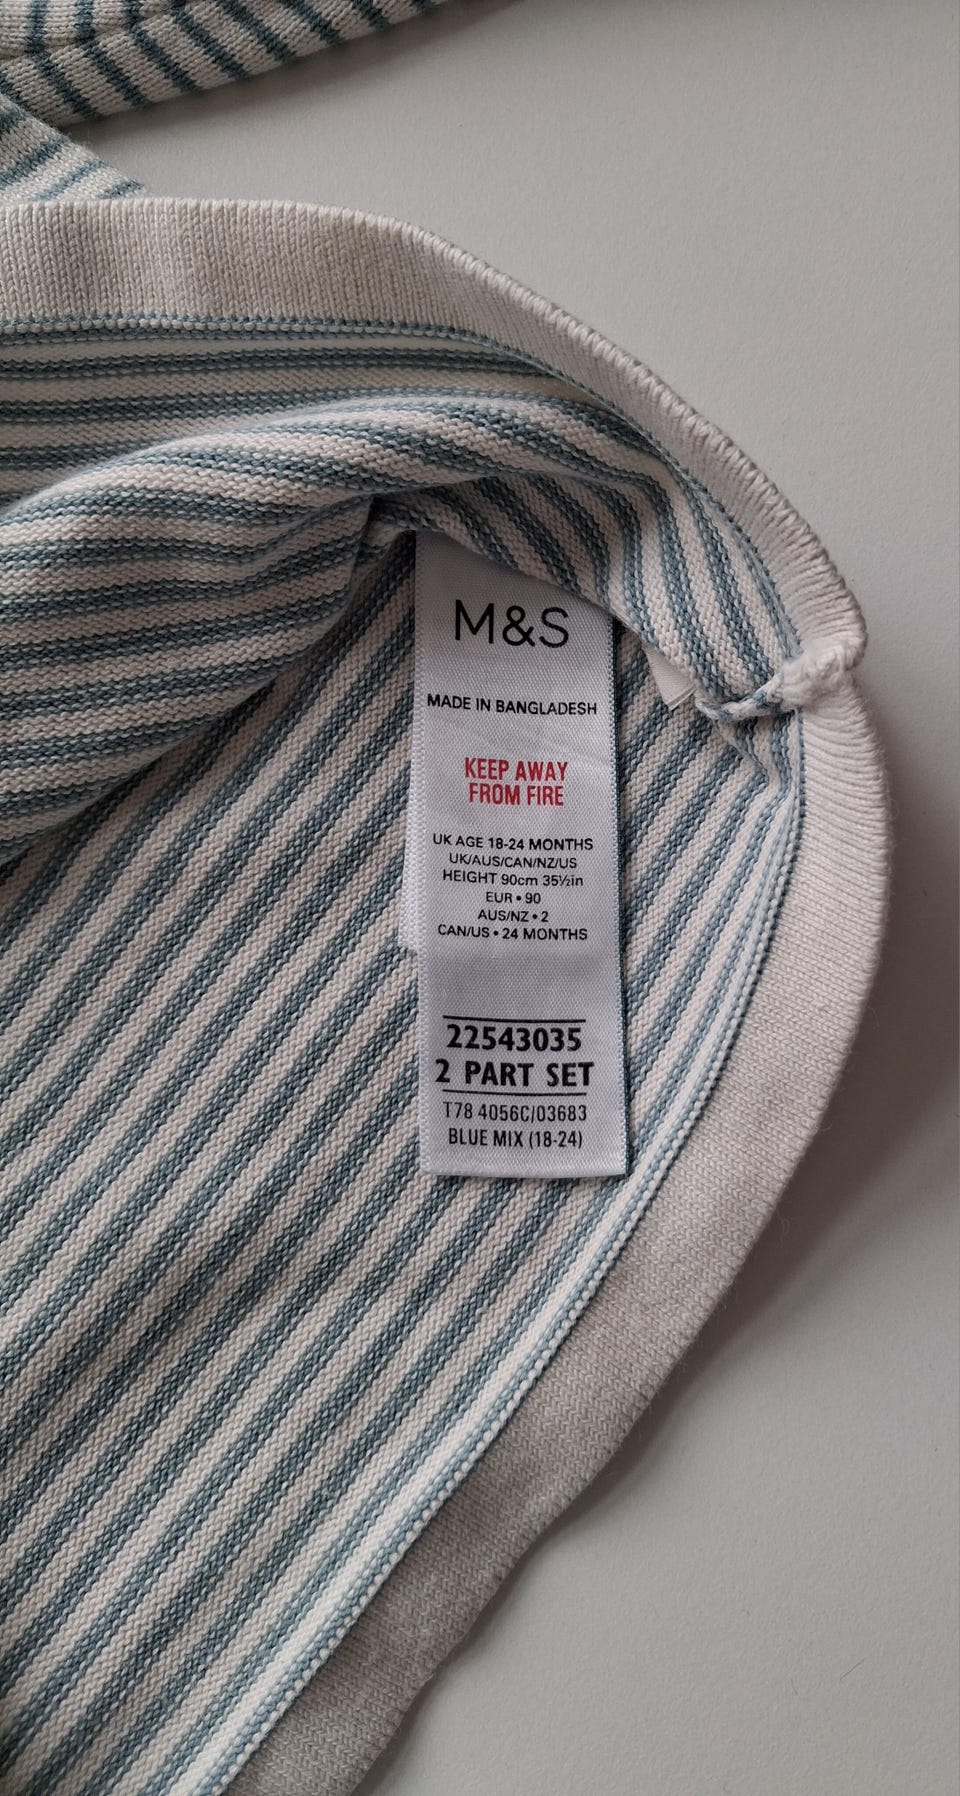 M&S
MADE IN BANGLADESH
KEEP AWAY
FROM FIRE
UK AGE 18-24 MONTHS
UK/AUS/CAN/NZ/US
HEIGHT 90cm 35½in
EUR • 90
AUS/NZ • 2
CAN/US • 24 MONTHS
22543035
2 PART SET
T78 4056C/03683
BLUE MIX (18-24)